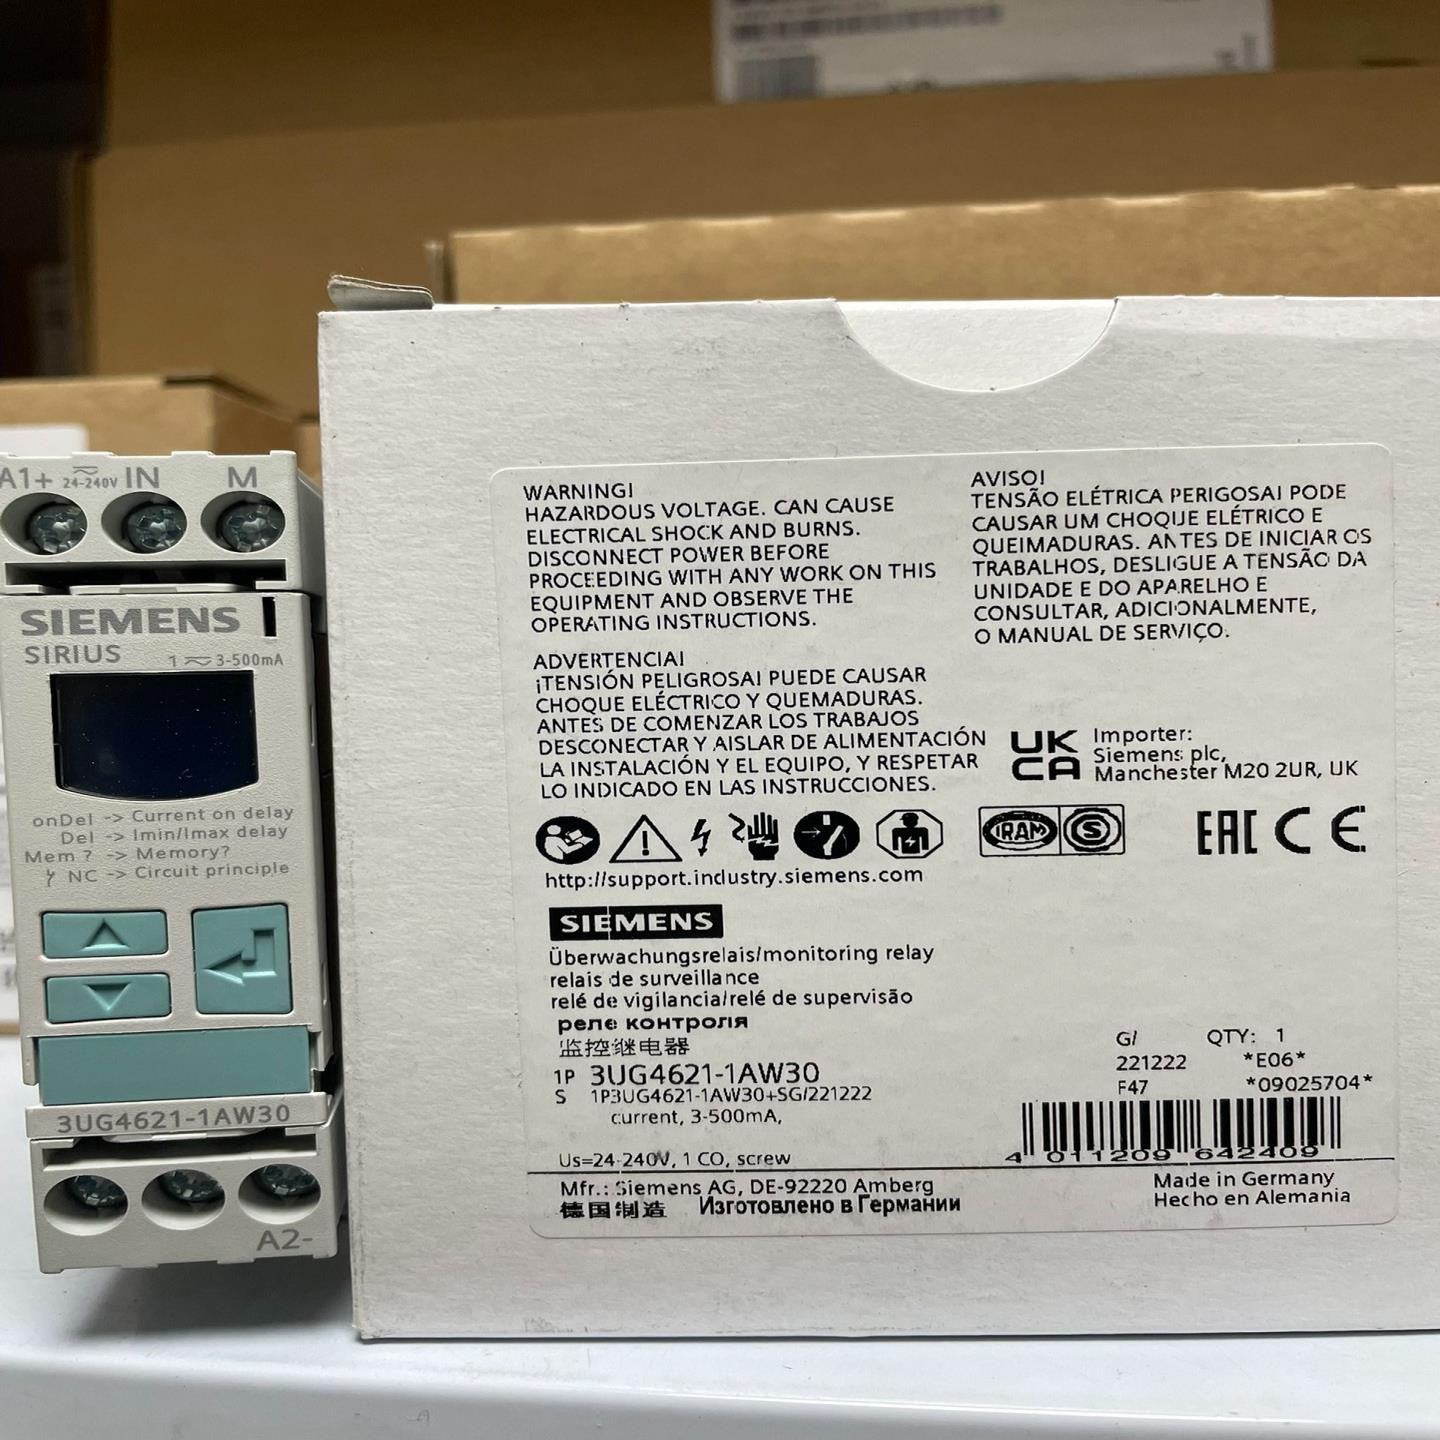 A1+ 24-240V IN M
SIEMENS
SIRIUS 1 3-500mA
onDel -> Current on delay
Del -> Imin/Imax delay
Mem ? -> Memory?
NC -> Circuit principle
3UG4621-1AW30
A2-
WARNING!
HAZARDOUS VOLTAGE. CAN CAUSE
ELECTRICAL SHOCK AND BURNS.
DISCONNECT POWER BEFORE
PROCEEDING WITH ANY WORK ON THIS
EQUIPMENT AND OBSERVE THE
OPERATING INSTRUCTIONS.
ADVERTENCIA!
¡TENSIÓN PELIGROSA! PUEDE CAUSAR
CHOQUE ELÉCTRICO Y QUEMADURAS.
ANTES DE COMENZAR LOS TRABAJOS
DESCONECTAR Y AISLAR DE ALIMENTACIÓN
LA INSTALACIÓN Y EL EQUIPO, Y RESPETAR
LO INDICADO EN LAS INSTRUCCIONES.
AVISO!
TENSÃO ELÉTRICA PERIGOSA! PODE
CAUSAR UM CHOQUE ELÉTRICO E
QUEIMADURAS. ANTES DE INICIAR OS
TRABALHOS, DESLIGUE A TENSÃO DA
UNIDADE E DO APARELHO E
CONSULTAR, ADICIONALMENTE,
O MANUAL DE SERVIÇO.
UK
CA
Importer:
Siemens plc,
Manchester M20 2UR, UK
IRAM S
EAC CE
http://support.industry.siemens.com
SIEMENS
Überwachungsrelais/monitoring relay
relais de surveillance
relé de vigilancia/relé de supervisão
реле контроля
监控继电器
1P 3UG4621-1AW30
S 1P3UG4621-1AW30+SG/221222
current, 3-500mA,
Us=24-240V, 1 CO, screw
G/ QTY: 1
221222 *E06*
F47 *09025704*
4 011209 642409
Mfr.: Siemens AG, DE-92220 Amberg
德国制造 Изготовлено в Германии
Made in Germany
Hecho en Alemania